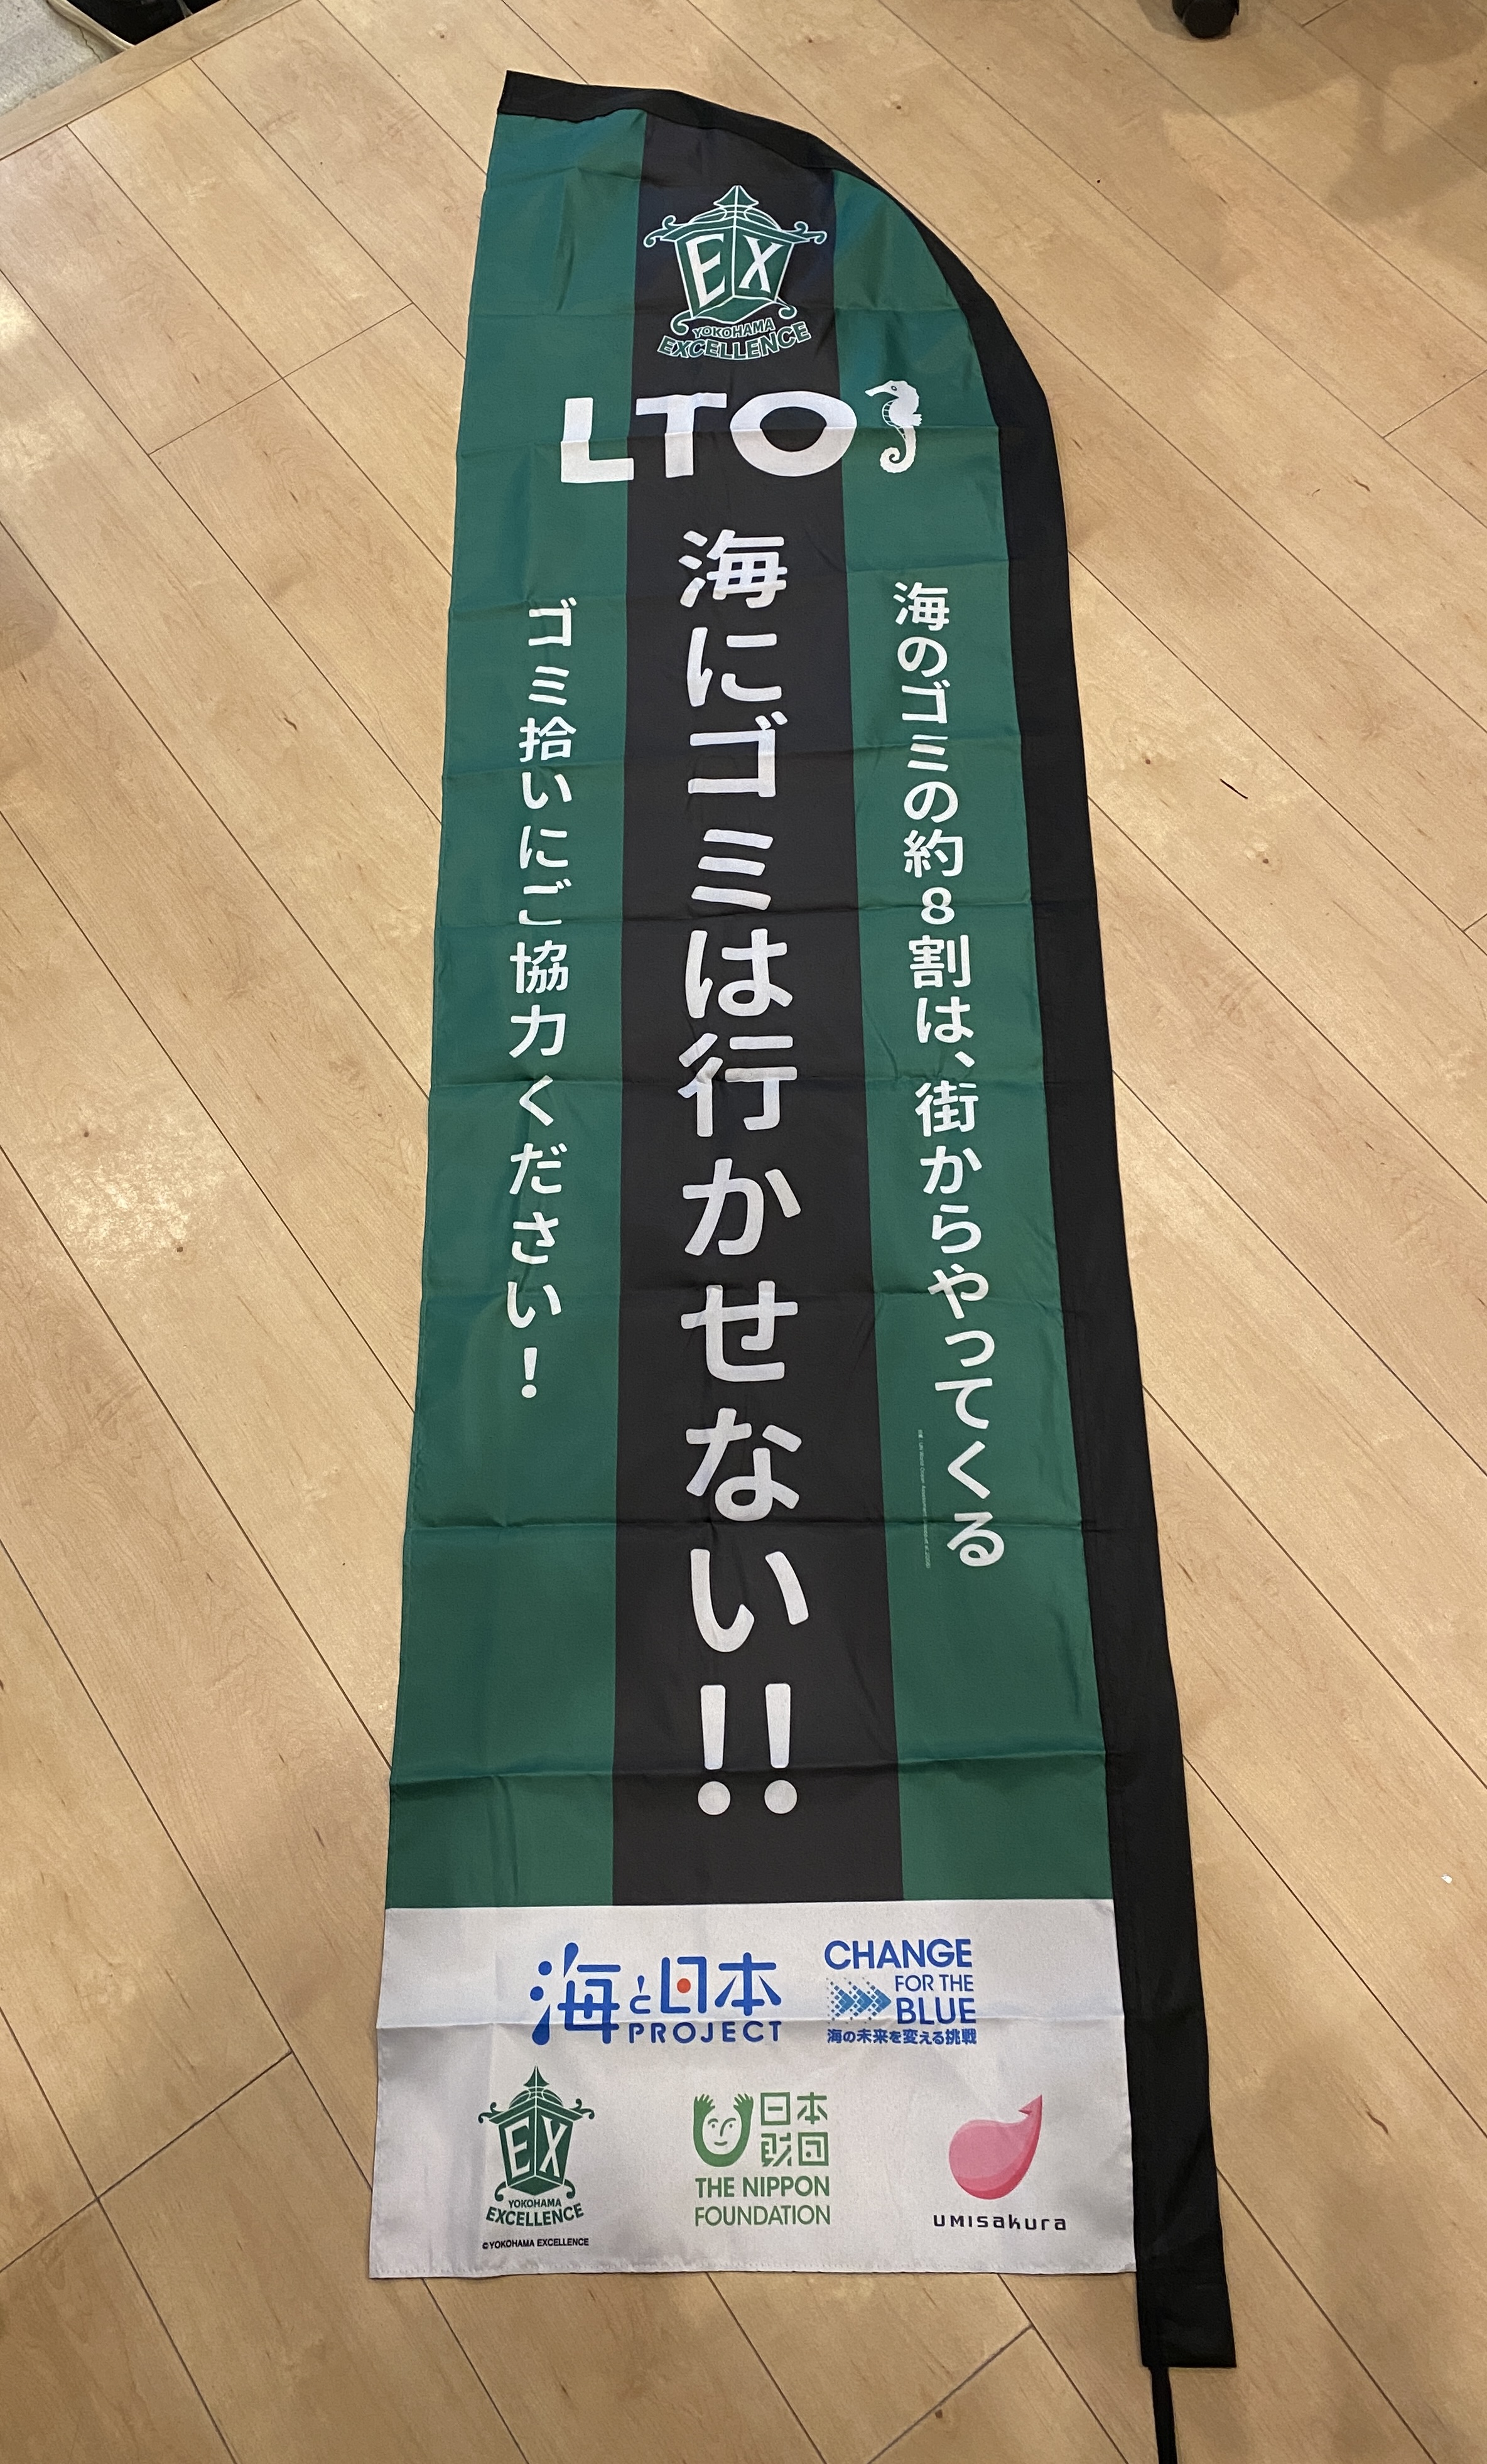 EX
YOKOHAMA
EXCELLENCE
LTO
海のゴミの約8割は、街からやってくる
海にゴミは行かせない!!
ゴミ拾いにご協力ください!
海と日本
PROJECT
CHANGE
FOR THE
BLUE
海の未来を変える挑戦
EX
YOKOHAMA
EXCELLENCE
©YOKOHAMA EXCELLENCE
日本
財団
THE NIPPON
FOUNDATION
umisakura